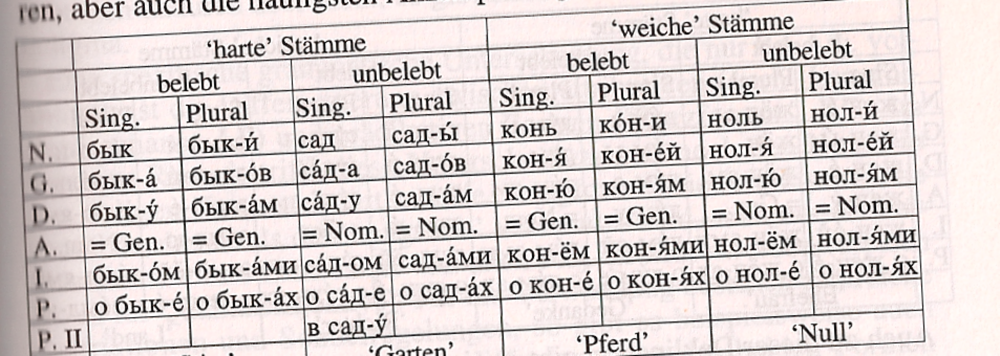 ren, aber auch die häufigsten
'harte' Stämme 'weiche' Stämme
belebt unbelebt belebt unbelebt
Sing. Plural Sing. Plural Sing. Plural Sing. Plural
N. бык бык-и́ сад сад-ы́ конь ко́н-и ноль нол-и́
G. бык-а́ бык-о́в са́д-а сад-о́в кон-я́ кон-е́й нол-я́ нол-е́й
D. бык-у́ бык-а́м са́д-у сад-а́м кон-ю́ кон-я́м нол-ю́ нол-я́м
A. = Gen. = Gen. = Nom. = Nom. = Gen. = Gen. = Nom. = Nom.
I. бык-о́м бык-а́ми са́д-ом сад-а́ми кон-ём кон-я́ми нол-ём нол-я́ми
P. о бык-е́ о бык-а́х о са́д-е о сад-а́х о кон-е́ о кон-я́х о нол-е́ о нол-я́х
P. II в сад-у́
'Garten' 'Pferd' 'Null'